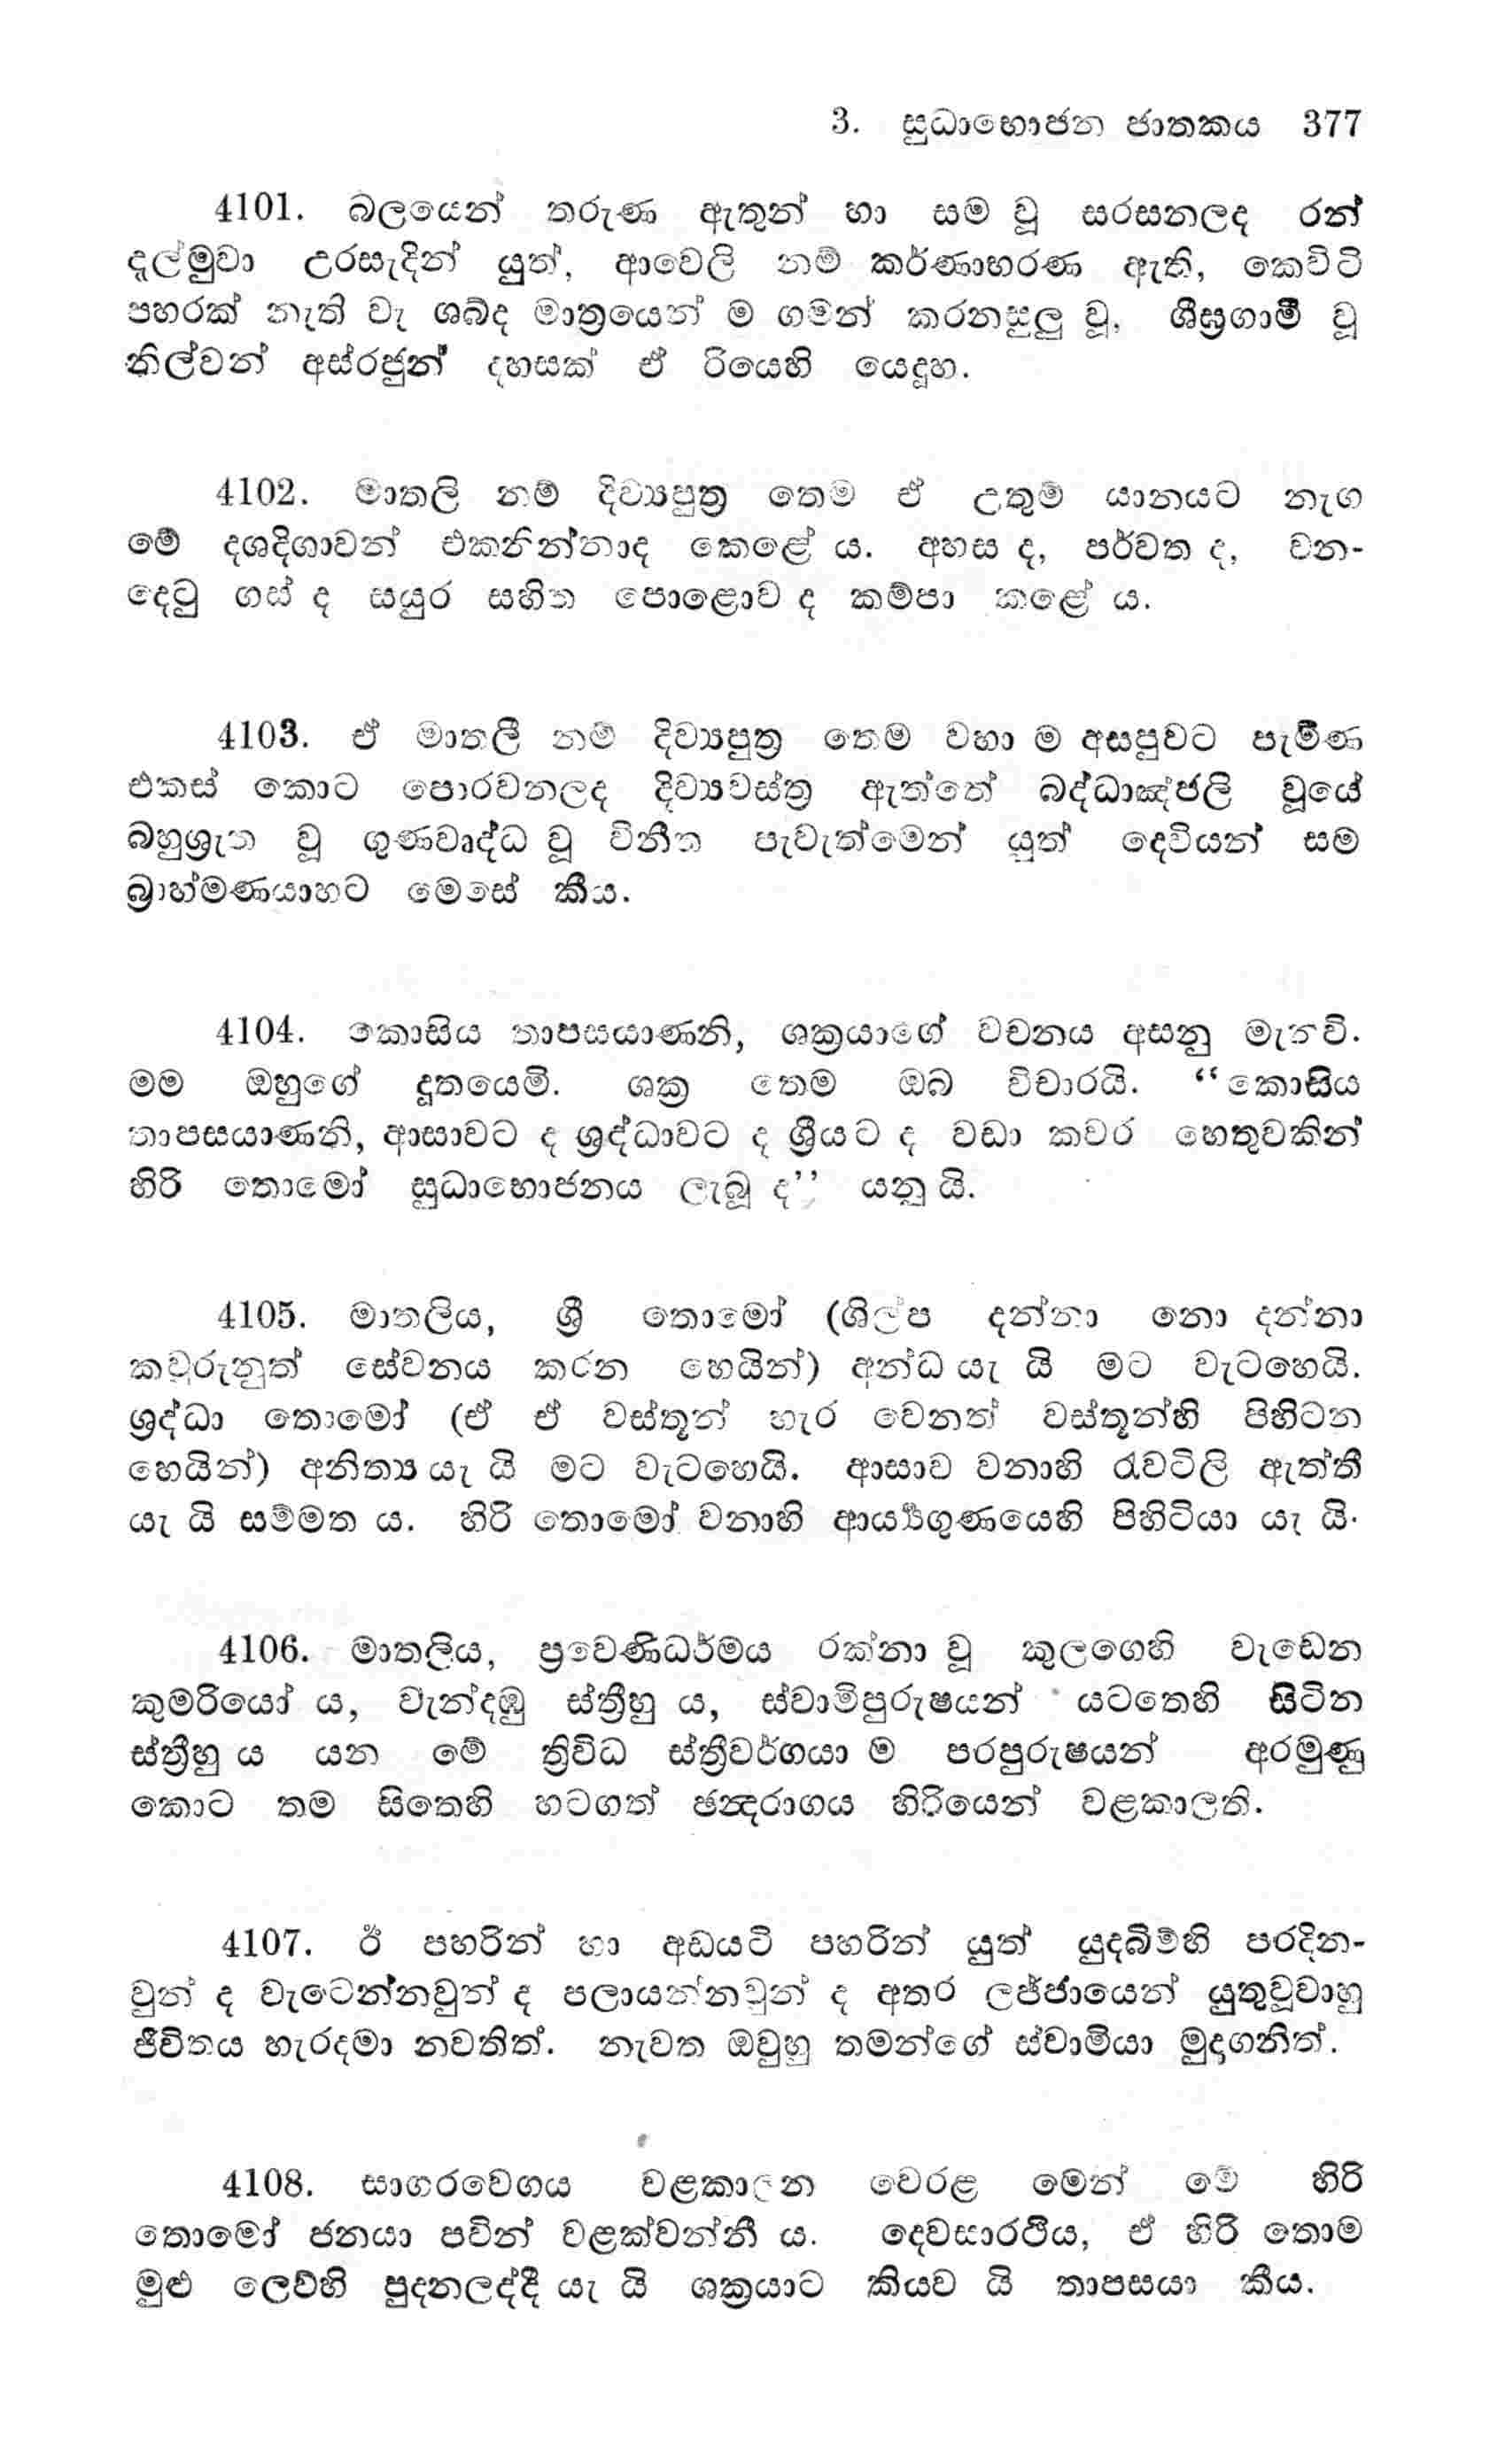 3. සුධාභොජන ජාතකය 377
4101. බලයෙන් තරුණ ඇතුන් හා සම වූ සරසනලද රන්
දැල්මුවා උරසැදින් යුත්, ආවෙලි නම් කර්ණාභරණ ඇති, කෙවිටි
පහරක් නැති වැ ශබ්ද මාත්‍රයෙන් ම ගමන් කරනසුලු වූ, ශීඝ්‍රගාමී වූ
නිල්වන් අස්රජුන් දහසක් ඒ රියෙහි යෙදූහ.
4102. මාතලි නම් දිව්‍යපුත්‍ර තෙම ඒ උතුම් යානයට නැග
මේ දශදිශාවන් එකනින්නාද කෙළේ ය. අහස ද, පර්වත ද, වන-
දෙටු ගස් ද සයුර සහිත පොළොව ද කම්පා කළේ ය.
4103. ඒ මාතලී නම් දිව්‍යපුත්‍ර තෙම වහා ම අසපුවට පැමිණ
එකස් කොට පොරවනලද දිව්‍යවස්ත්‍ර ඇත්තේ බද්ධාඤ්ජලි වූයේ
බහුශ්‍රැත වූ ගුණවෘද්ධ වූ විනීත පැවැත්මෙන් යුත් දෙවියන් සම
බ්‍රාහ්මණයාහට මෙසේ කීය.
4104. කොසිය තාපසයාණනි, ශක්‍රයාගේ වචනය අසනු මැනවි.
මම ඔහුගේ දූතයෙමි. ශක්‍ර තෙම ඔබ විචාරයි. “කොසිය
තාපසයාණනි, ආසාවට ද ශ්‍රද්ධාවට ද ශ්‍රීයට ද වඩා කවර හෙතුවකින්
හිරි තොමෝ සුධාභොජනය ලැබූ ද” යනු යි.
4105. මාතලිය, ශ්‍රී තොමෝ (ශිල්ප දන්නා නො දන්නා
කවුරුනුත් සේවනය කරන හෙයින්) අන්ධ යැ යි මට වැටහෙයි.
ශ්‍රද්ධා තොමෝ (ඒ ඒ වස්තූන් හැර වෙනත් වස්තූන්හි පිහිටන
හෙයින්) අනිත්‍ය යැ යි මට වැටහෙයි. ආසාව වනාහි රැවටිලි ඇත්තී
යැ යි සම්මත ය. හිරි තොමෝ වනාහි ආර්‍ය්‍යගුණයෙහි පිහිටියා යැ යි.
4106. මාතලිය, ප්‍රවෙණිධර්මය රක්නා වූ කුලගෙහි වැඩෙන
කුමරියෝ ය, වැන්දඹු ස්ත්‍රීහු ය, ස්වාමිපුරුෂයන් යටතෙහි සිටින
ස්ත්‍රීහු ය යන මේ ත්‍රිවිධ ස්ත්‍රීවර්ගයා ම පරපුරුෂයන් අරමුණු
කොට තම සිතෙහි හටගත් ඡන්‍දරාගය හිරියෙන් වළකාලති.
4107. ඊ පහරින් හා අඩයටි පහරින් යුත් යුදබිම්හි පරදින-
වුන් ද වැටෙන්නවුන් ද පලායන්නවුන් ද අතර ලජ්ජායෙන් යුතුවූවාහු
ජීවිතය හැරදමා නවතිත්. නැවත ඔවුහු තමන්ගේ ස්වාමියා මුදාගනිත්.
4108. සාගරවෙගය වළකාලන වෙරළ මෙන් මේ හිරි
තොමෝ ජනයා පවින් වළක්වන්නී ය. දෙවසාරථිය, ඒ හිරි තොම
මුළු ලෙව්හි පුදනලද්දී යැ යි ශක්‍රයාට කියව යි තාපසයා කීය.